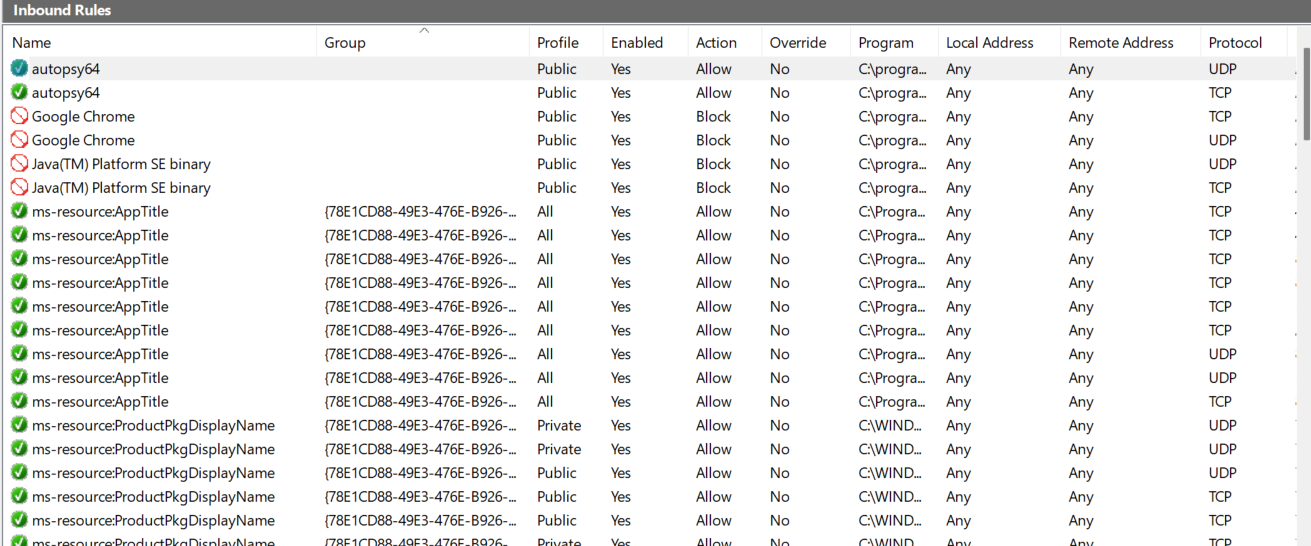 Inbound Rules
Name Group Profile Enabled Action Override Program Local Address Remote Address Protocol
autopsy64 Public Yes Allow No C:\progra... Any Any UDP
autopsy64 Public Yes Allow No C:\progra... Any Any TCP
Google Chrome Public Yes Block No C:\progra... Any Any TCP
Google Chrome Public Yes Block No C:\progra... Any Any UDP
Java(TM) Platform SE binary Public Yes Block No C:\progra... Any Any UDP
Java(TM) Platform SE binary Public Yes Block No C:\progra... Any Any TCP
ms-resource:AppTitle {78E1CD88-49E3-476E-B926-... All Yes Allow No C:\Progra... Any Any TCP
ms-resource:AppTitle {78E1CD88-49E3-476E-B926-... All Yes Allow No C:\Progra... Any Any TCP
ms-resource:AppTitle {78E1CD88-49E3-476E-B926-... All Yes Allow No C:\Progra... Any Any TCP
ms-resource:AppTitle {78E1CD88-49E3-476E-B926-... All Yes Allow No C:\Progra... Any Any TCP
ms-resource:AppTitle {78E1CD88-49E3-476E-B926-... All Yes Allow No C:\Progra... Any Any TCP
ms-resource:AppTitle {78E1CD88-49E3-476E-B926-... All Yes Allow No C:\Progra... Any Any TCP
ms-resource:AppTitle {78E1CD88-49E3-476E-B926-... All Yes Allow No C:\Progra... Any Any UDP
ms-resource:AppTitle {78E1CD88-49E3-476E-B926-... All Yes Allow No C:\Progra... Any Any UDP
ms-resource:AppTitle {78E1CD88-49E3-476E-B926-... All Yes Allow No C:\Progra... Any Any TCP
ms-resource:ProductPkgDisplayName {78E1CD88-49E3-476E-B926-... Private Yes Allow No C:\WIND... Any Any UDP
ms-resource:ProductPkgDisplayName {78E1CD88-49E3-476E-B926-... Private Yes Allow No C:\WIND... Any Any UDP
ms-resource:ProductPkgDisplayName {78E1CD88-49E3-476E-B926-... Public Yes Allow No C:\WIND... Any Any UDP
ms-resource:ProductPkgDisplayName {78E1CD88-49E3-476E-B926-... Public Yes Allow No C:\WIND... Any Any TCP
ms-resource:ProductPkgDisplayName {78E1CD88-49E3-476E-B926-... Public Yes Allow No C:\WIND... Any Any TCP
ms-resource:ProductPkgDisplayName {78E1CD88-49E3-476E-B926-... Private Yes Allow No C:\WIND... Any Any TCP